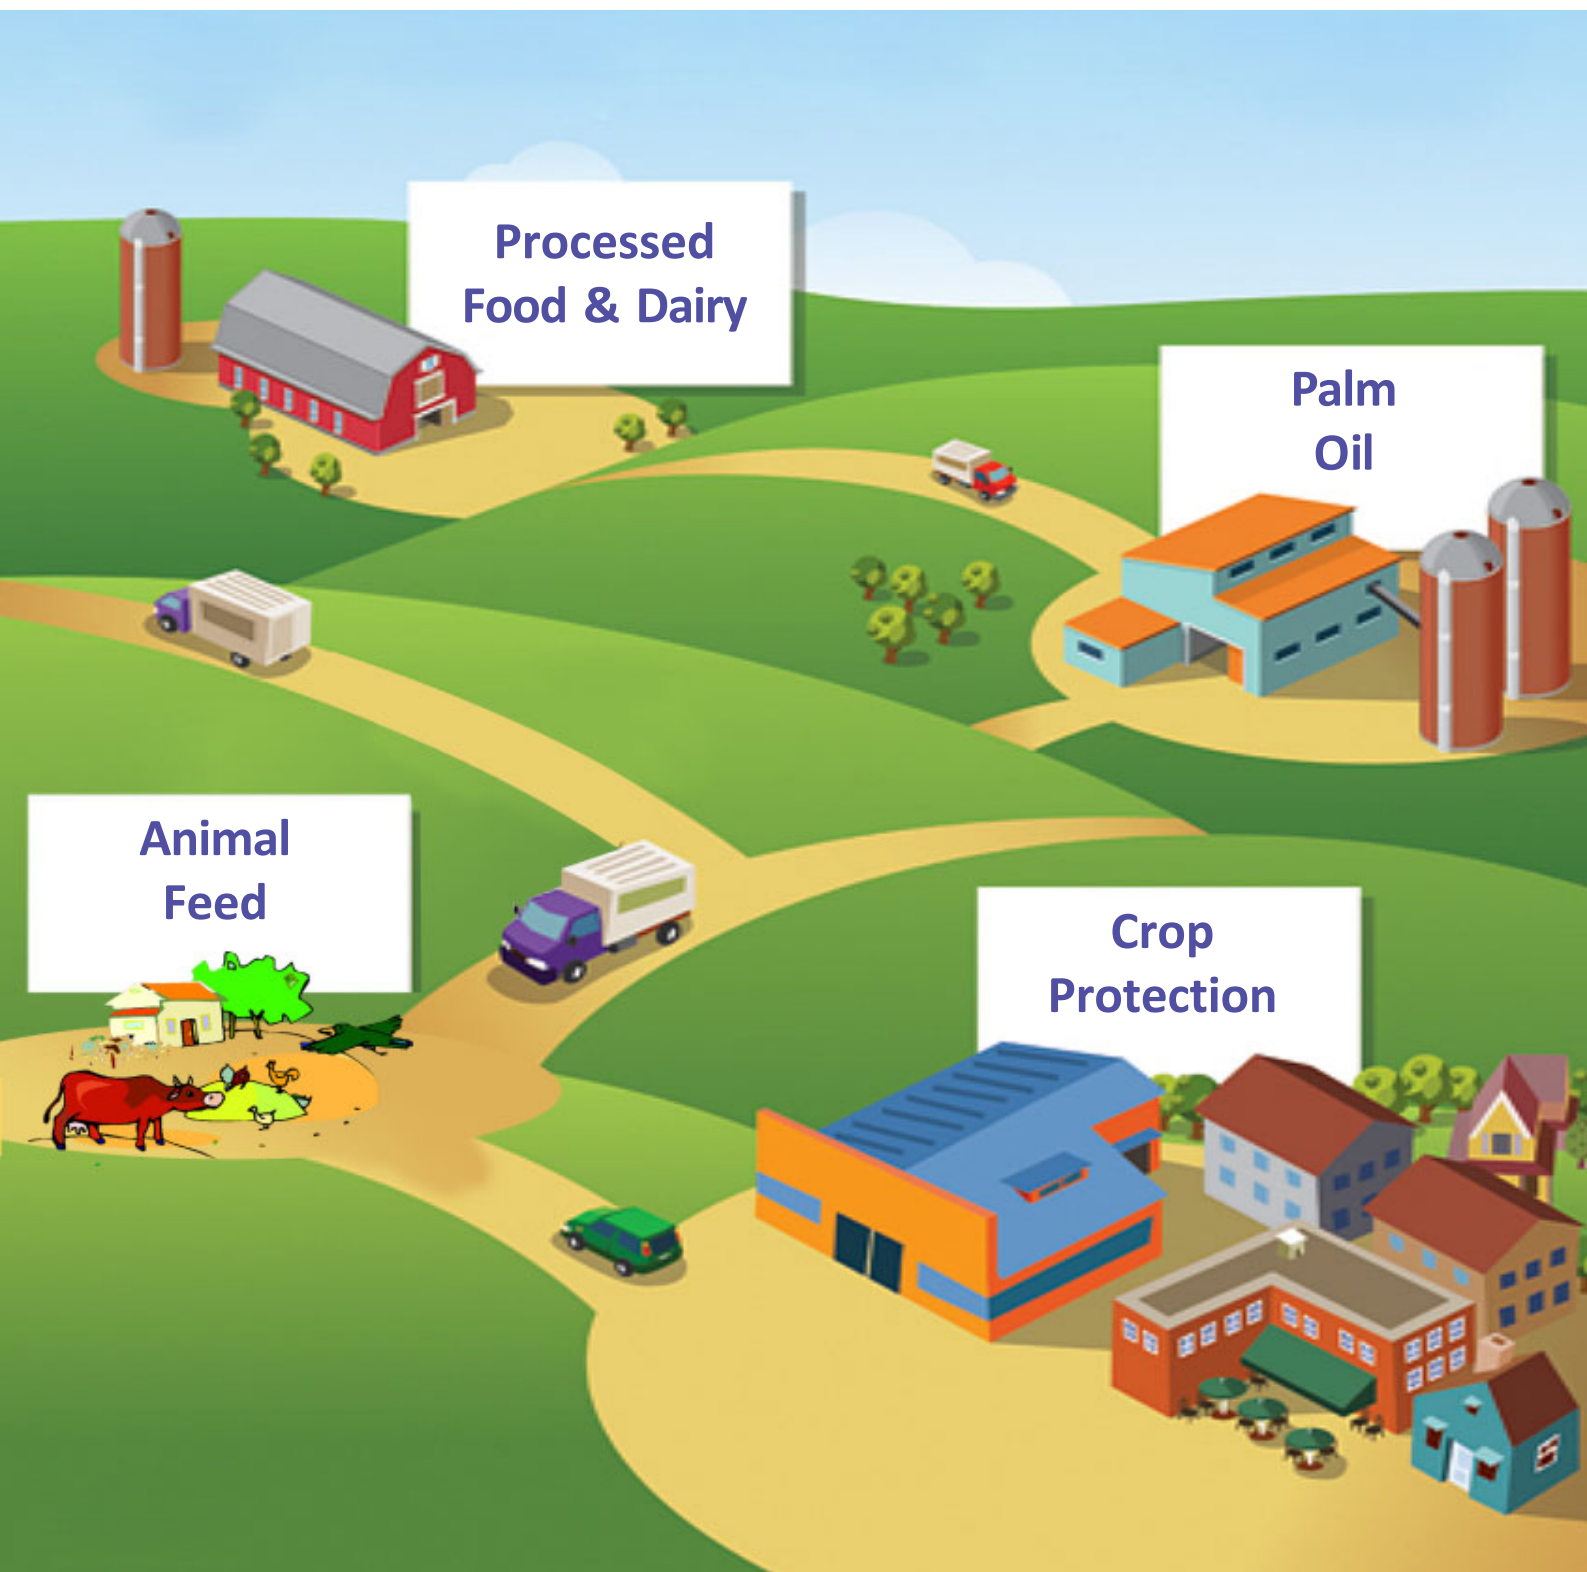 Processed
Food & Dairy
Palm
Oil
Animal
Feed
Crop
Protection